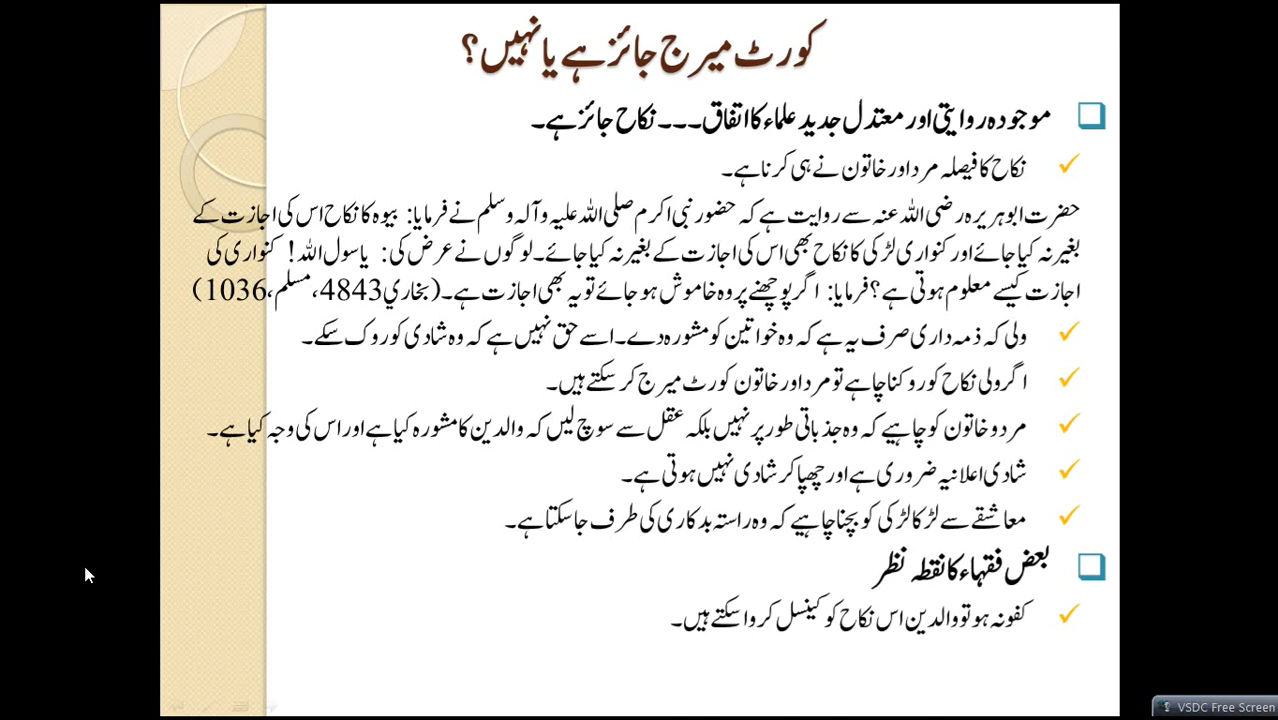 کورٹ میرج جائز ہے یا نہیں؟
موجودہ روایتی اور معتدل جدید علماء کا اتفاق۔۔۔ نکاح جائز ہے۔
نکاح کا فیصلہ مرد اور خاتون نے ہی کرنا ہے۔
حضرت ابوہریرہ رضی اللہ عنہ سے روایت ہے کہ حضور نبی اکرم صلی اللہ علیہ وآلہ وسلم نے فرمایا: بیوہ کا نکاح اس کی اجازت کے
بغیر نہ کیا جائے اور کنواری لڑکی کا نکاح بھی اس کی اجازت کے بغیر نہ کیا جائے۔ لوگوں نے عرض کی: یاسول اللہ! کنواری کی
اجازت کیسے معلوم ہوتی ہے؟ فرمایا: اگر پوچھنے پر وہ خاموش ہو جائے تو یہ بھی اجازت ہے۔ (بخاري 4843، مسلم، 1036)
ولی کہ ذمہ داری صرف یہ ہے کہ وہ خواتین کو مشورہ دے۔ اسے حق نہیں ہے کہ وہ شادی کو روک سکے۔
اگر ولی نکاح کو روکنا چاہے تو مرد اور خاتون کورٹ میرج کر سکتے ہیں۔
مرد و خاتون کو چاہیے کہ وہ جذباتی طور پر نہیں بلکہ عقل سے سوچ لیں کہ والدین کا مشورہ کیا ہے اور اس کی وجہ کیا ہے۔
شادی اعلانیہ ضروری ہے اور چھپا کر شادی نہیں ہوتی ہے۔
معاشقے سے لڑکا لڑکی کو بچنا چاہیے کہ وہ راستہ بدکاری کی طرف جا سکتا ہے۔
بعض فقہاء کا نقطہ نظر
کفو نہ ہو تو والدین اس نکاح کو کینسل کروا سکتے ہیں۔
VSDC Free Screen